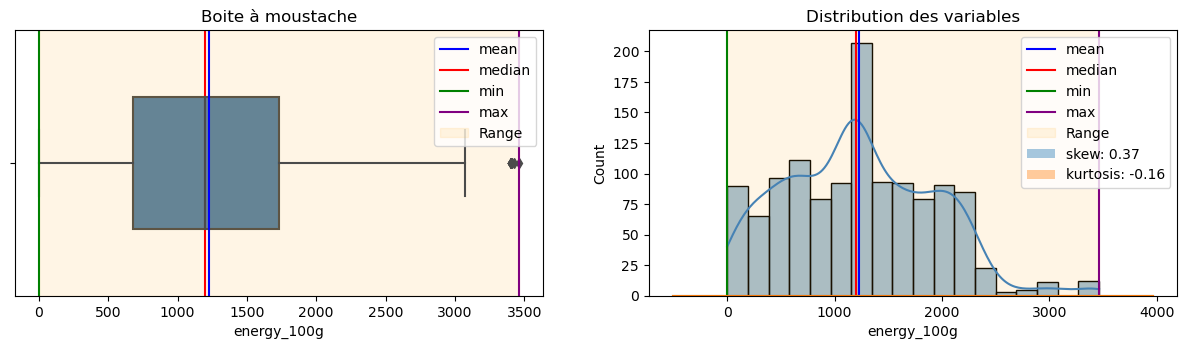 Boite à moustache
mean
median
min
max
Range
0
500
1000
1500
2000
2500
3000
3500
energy_100g
Distribution des variables
200
175
150
125
100
75
50
25
0
Count
mean
median
min
max
Range
skew: 0.37
kurtosis: -0.16
0
1000
2000
3000
4000
energy_100g